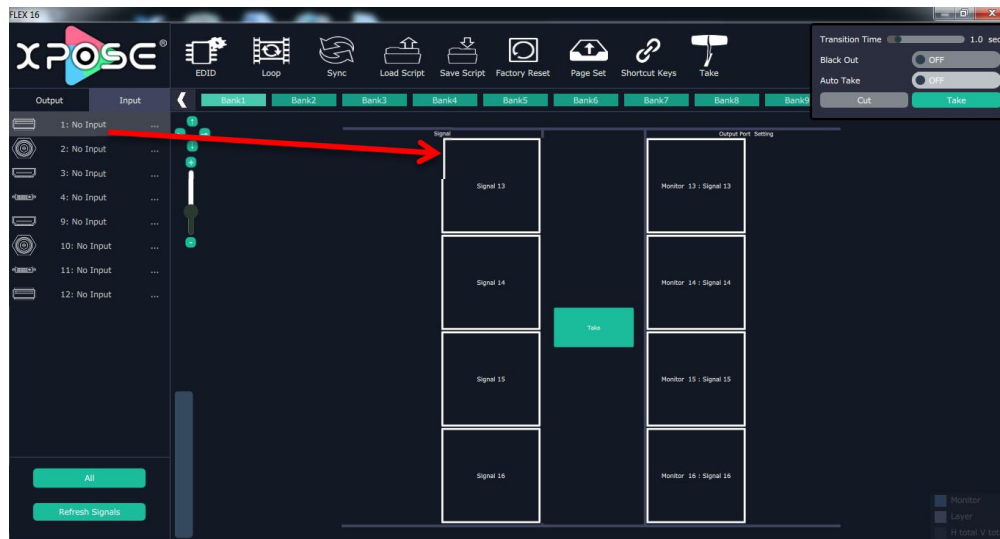 FLEX 16
XPOSE®
EDID
Loop
Sync
Load Script
Save Script
Factory Reset
Page Set
Shortcut Keys
Take
Transition Time
1.0 sec
Black Out
OFF
Auto Take
OFF
Cut
Take
Output
Input
Bank1
Bank2
Bank3
Bank4
Bank5
Bank6
Bank7
Bank8
Bank9
1: No Input ...
2: No Input ...
3: No Input ...
4: No Input ...
9: No Input ...
10: No Input ...
11: No Input ...
12: No Input ...
Signal
Output Port Setting
Signal 13
Monitor 13 : Signal 13
Signal 14
Monitor 14 : Signal 14
Take
Signal 15
Monitor 15 : Signal 15
Signal 16
Monitor 16 : Signal 16
All
Refresh Signals
Monitor
Layer
H total V tot